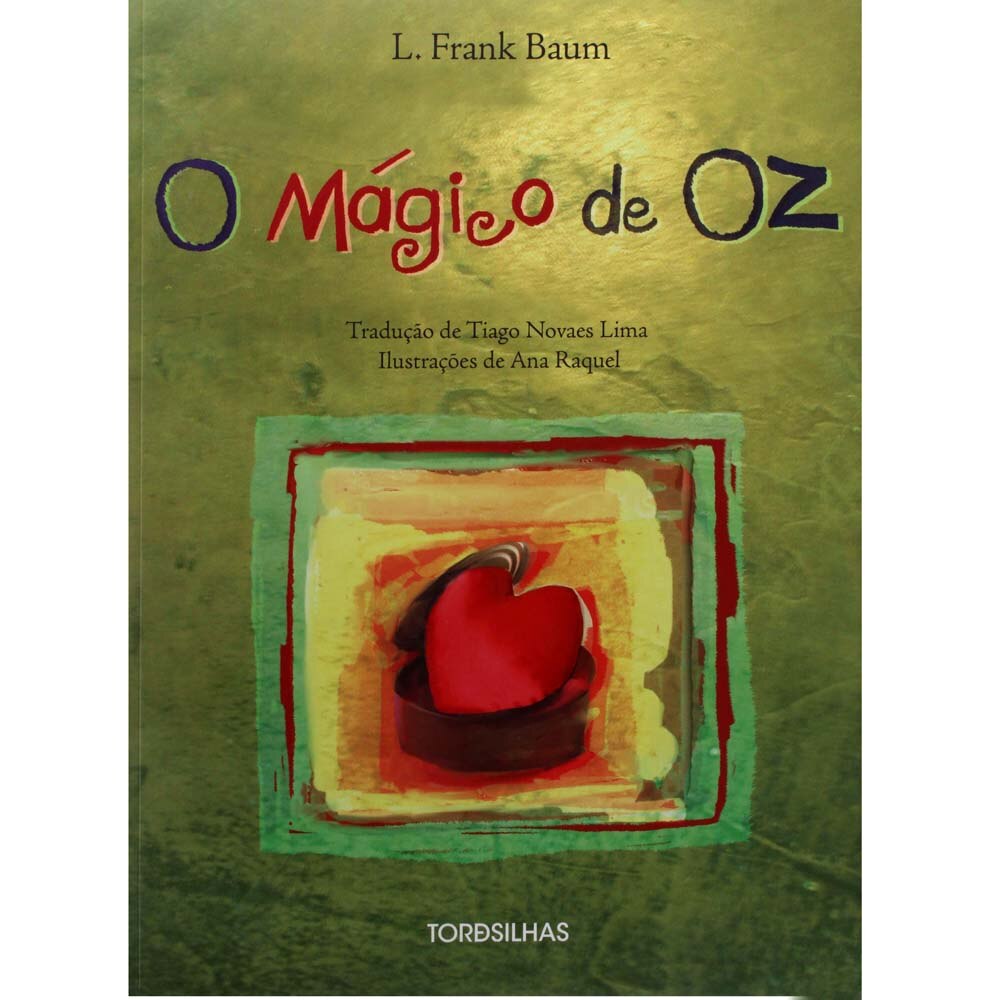 L. Frank Baum
O Mágico de Oz
Tradução de Tiago Novaes Lima
Ilustrações de Ana Raquel
TORDSILHAS